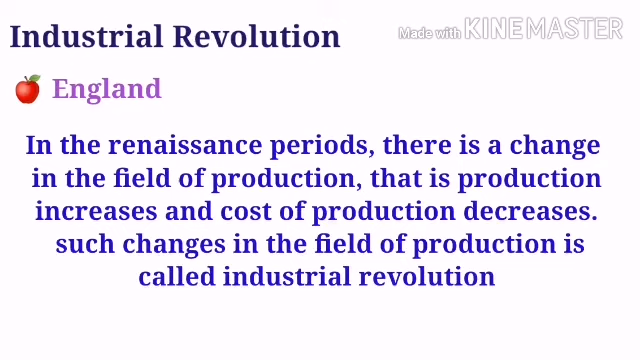 Industrial Revolution
Made with KINEMASTER
England
In the renaissance periods, there is a change
in the field of production, that is production
increases and cost of production decreases.
such changes in the field of production is
called industrial revolution